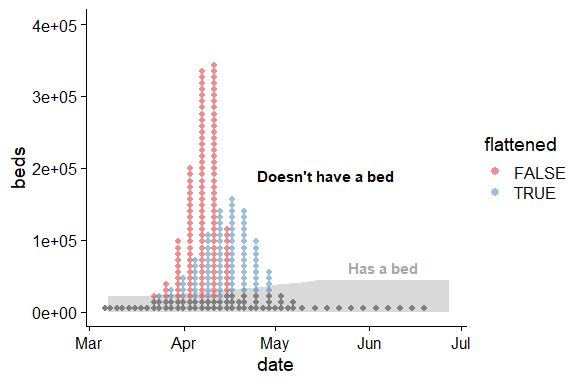 4e+05
3e+05
2e+05
1e+05
0e+00
beds
Doesn't have a bed
Has a bed
Mar Apr May Jun Jul
date
flattened
FALSE
TRUE